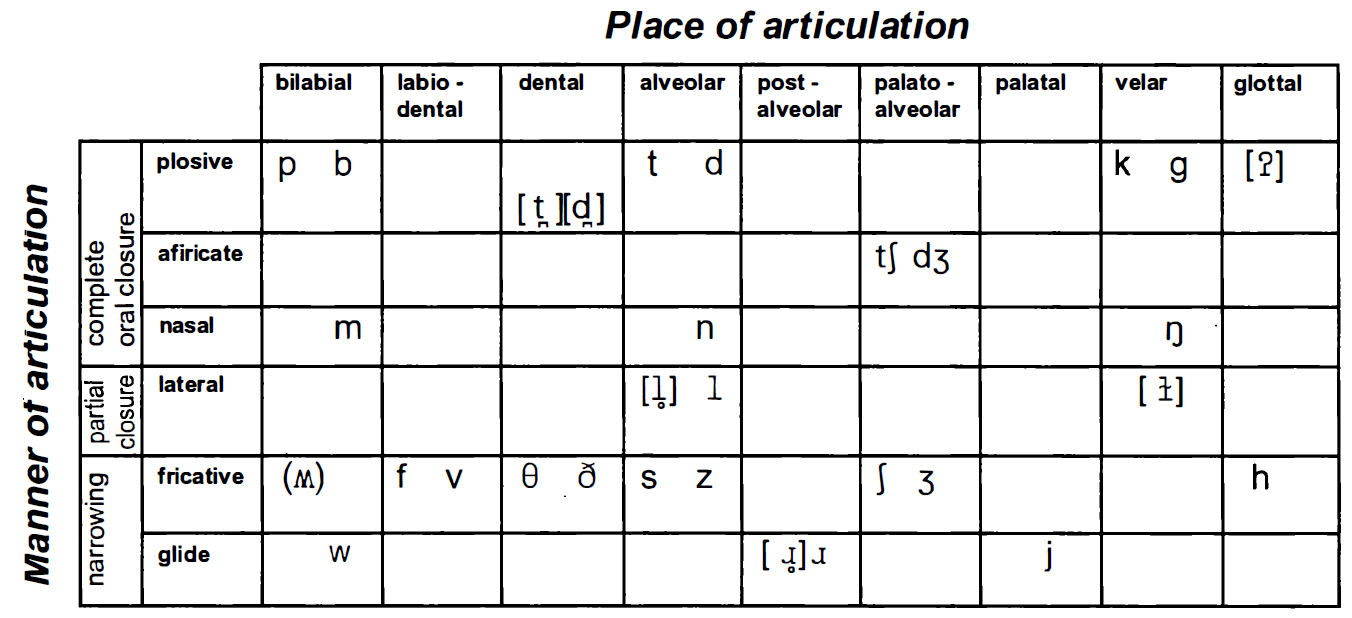 Place of articulation
bilabial labio - dental dental alveolar post - alveolar palato - alveolar palatal velar glottal
Manner of articulation
complete oral closure
plosive p b [t̪][d̪] t d k g [ʔ]
afiricate tʃ dʒ
nasal m n ŋ
partial closure
lateral [l̥] l [ɫ]
narrowing
fricative (ʍ) f v θ ð s z ʃ ʒ h
glide w [ɹ̥] ɹ j